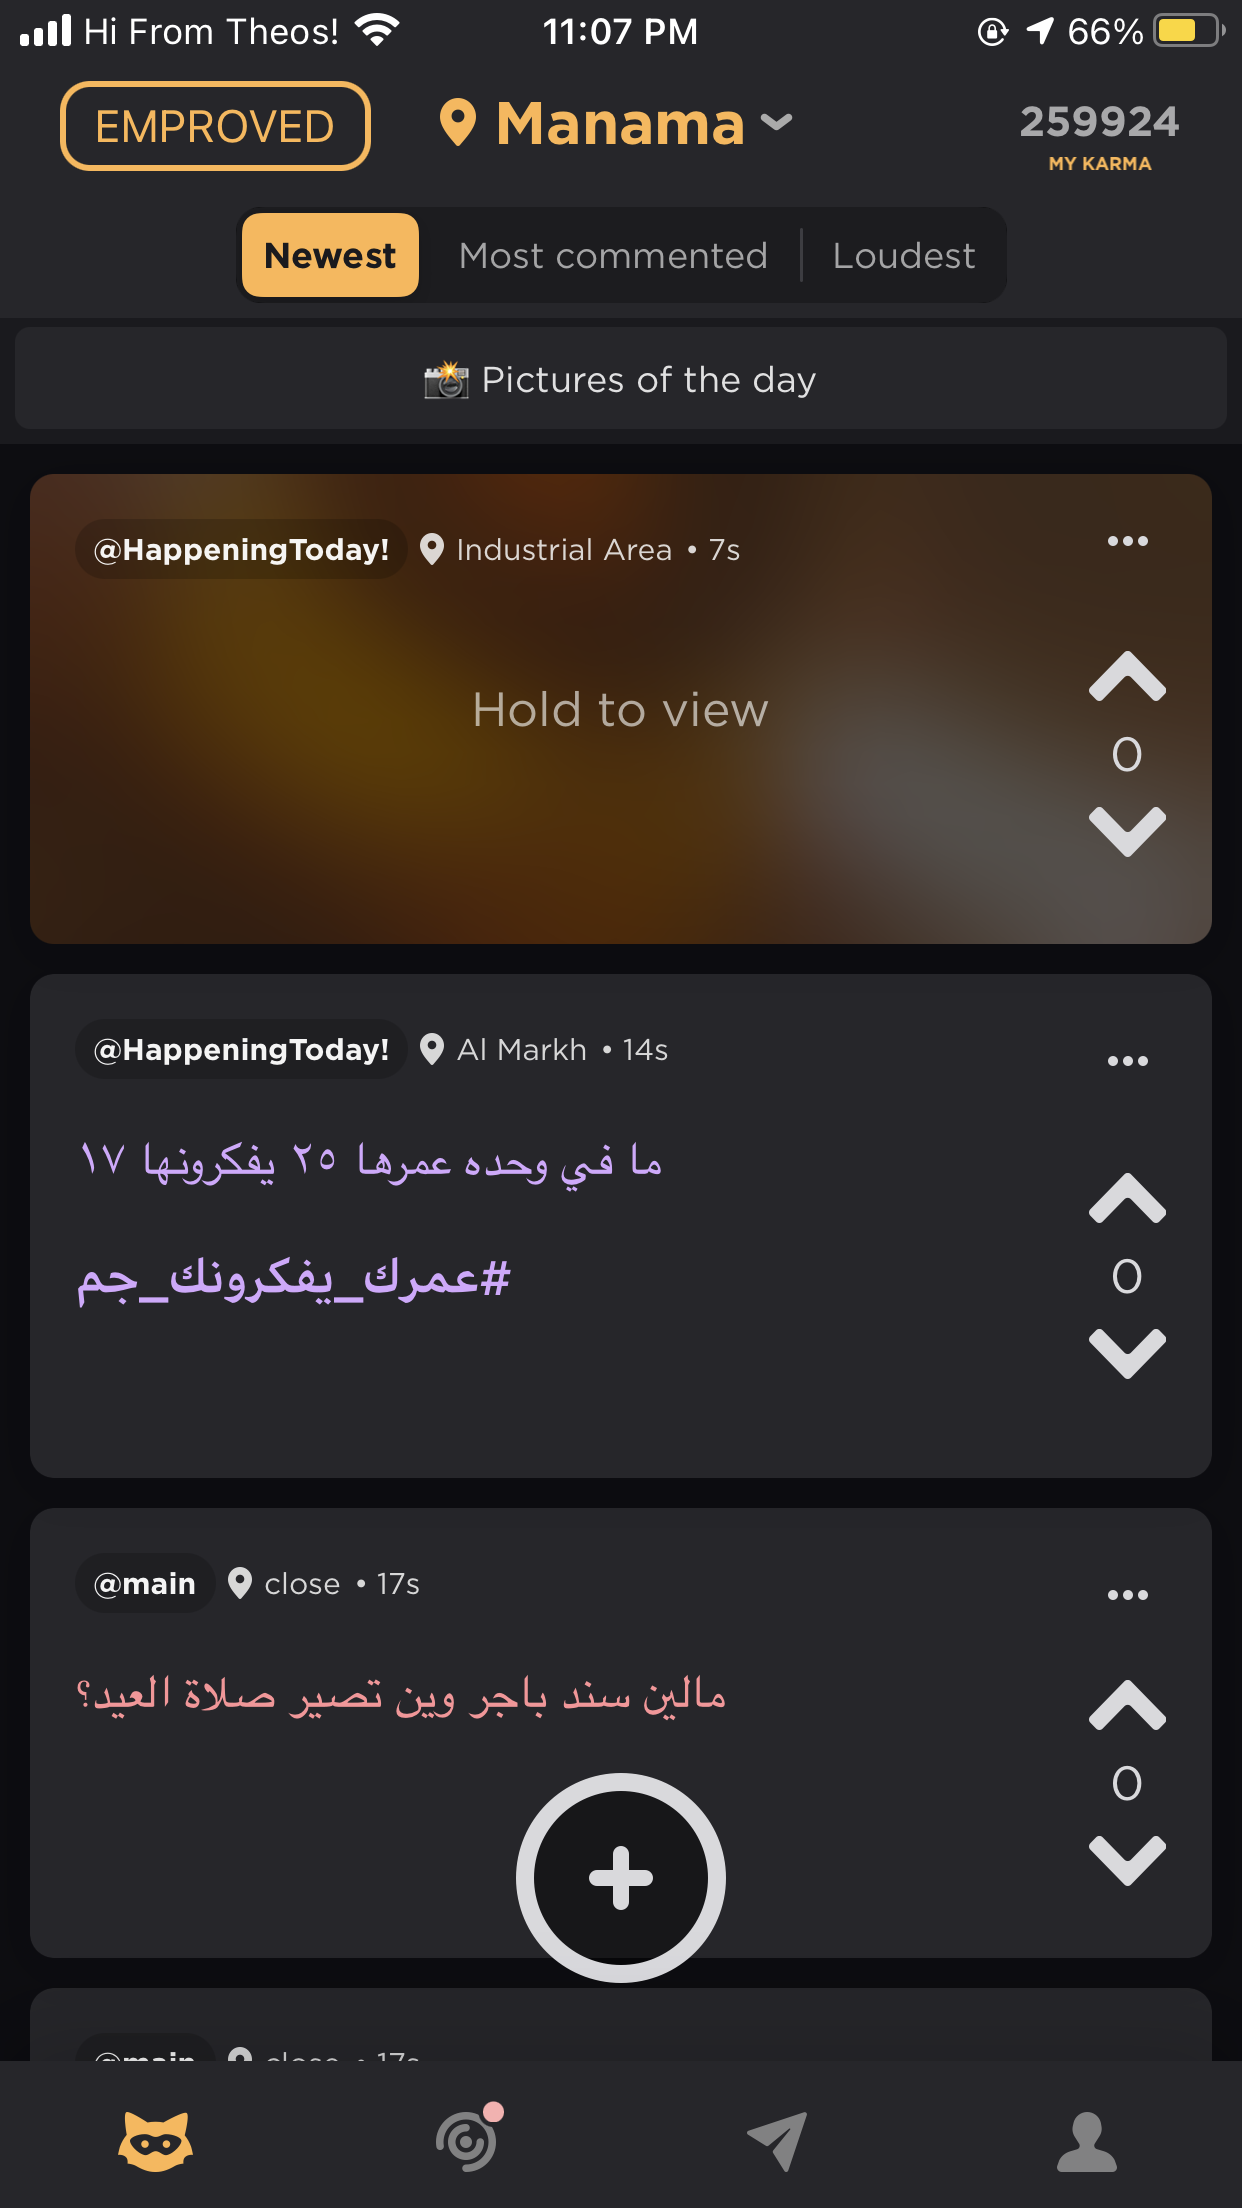 Hi From Theos! 11:07 PM 66%
EMPROVED Manama 259924
MY KARMA
Newest Most commented Loudest
Pictures of the day
@HappeningToday! Industrial Area • 7s
Hold to view
0
@HappeningToday! Al Markh • 14s
ما في وحده عمرها ٢٥ يفكرونها ١٧
#عمرك_يفكرونك_جم
0
@main close • 17s
مالين سند باجر وين تصير صلاة العيد؟
0
@main close • 17s